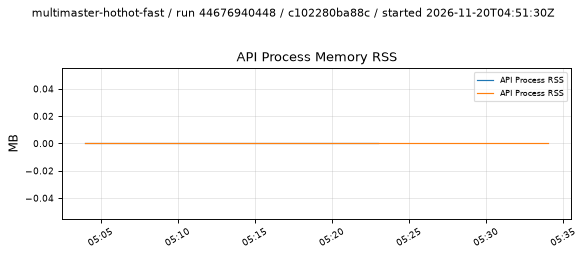 multimaster-hothot-fast / run 44676940448 / c102280ba88c / started 2026-11-20T04:51:30Z
API Process Memory RSS
API Process RSS
API Process RSS
MB
0.04
0.02
0.00
−0.02
−0.04
05:05
05:10
05:15
05:20
05:25
05:30
05:35